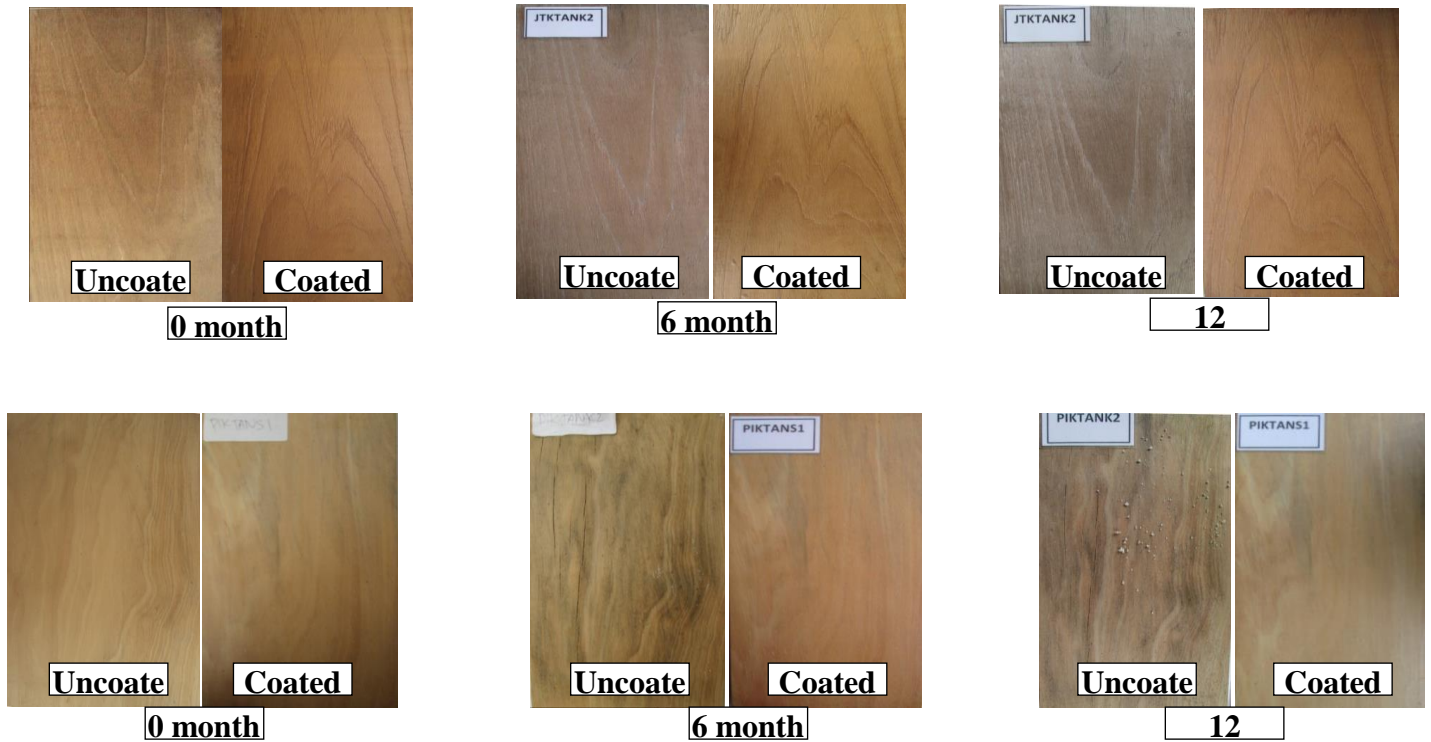 JTKTANK2
JTKTANK2
Uncoate Coated
Uncoate Coated
Uncoate Coated
0 month
6 month
12
PIKTANS1
PIKTANS1
PIKTANK2
PIKTANS1
Uncoate Coated
Uncoate Coated
Uncoate Coated
0 month
6 month
12